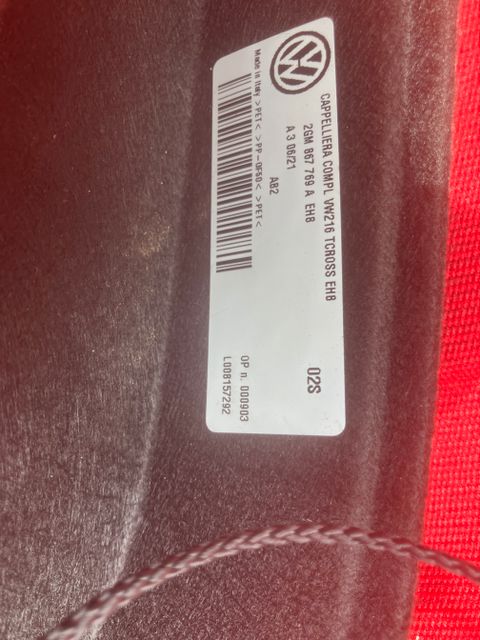 CAPPELLIERA COMPL VW216 TCROSS EH8
2GM 867 769 A EH8
A 3 06/21
02S
AB2
OP n. 000903
L008157292
Made in Italy >PET< >PP-GF50< >PET<